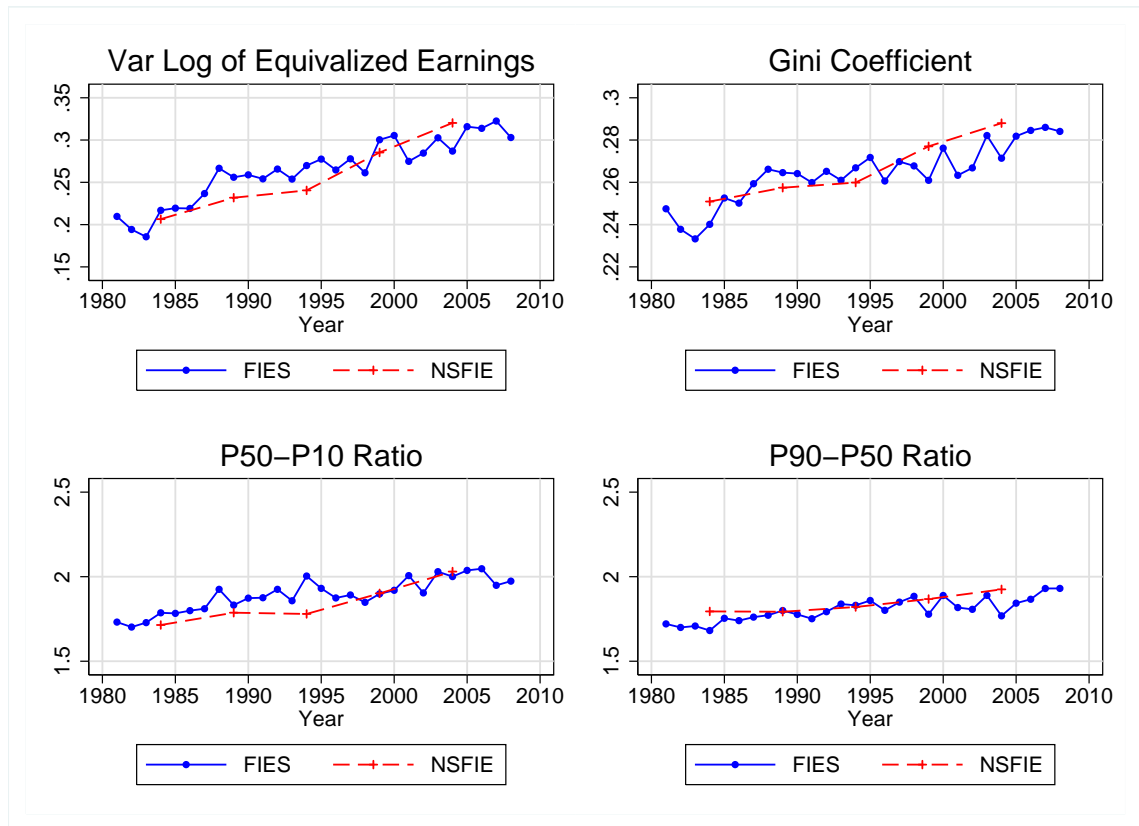 Var Log of Equivalized Earnings
.35
.3
.25
.2
.15
1980 1985 1990 1995 2000 2005 2010
Year
FIES NSFIE
Gini Coefficient
.3
.28
.26
.24
.22
1980 1985 1990 1995 2000 2005 2010
Year
FIES NSFIE
P50−P10 Ratio
2.5
2
1.5
1980 1985 1990 1995 2000 2005 2010
Year
FIES NSFIE
P90−P50 Ratio
2.5
2
1.5
1980 1985 1990 1995 2000 2005 2010
Year
FIES NSFIE